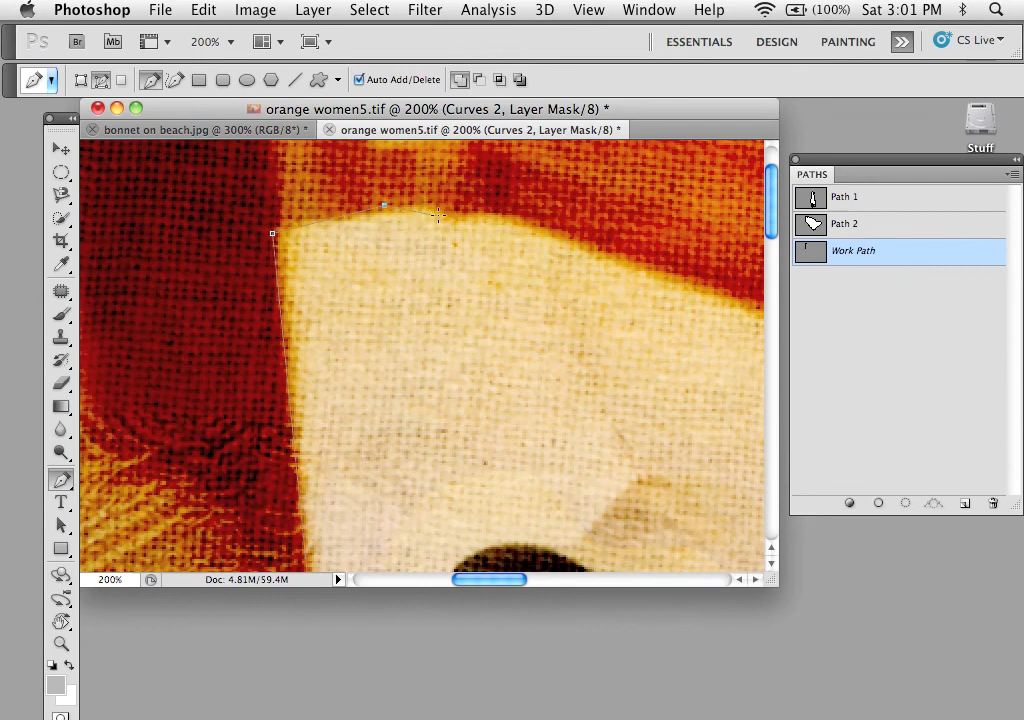 Photoshop File Edit Image Layer Select Filter Analysis 3D View Window Help (100%) Sat 3:01 PM
Ps Br Mb 200% ESSENTIALS DESIGN PAINTING CS Live
Auto Add/Delete
orange women5.tif @ 200% (Curves 2, Layer Mask/8) *
bonnet on beach.jpg @ 300% (RGB/8*) * orange women5.tif @ 200% (Curves 2, Layer Mask/8) *
Stuff
PATHS
Path 1
Path 2
Work Path
T
200% Doc: 4.81M/59.4M